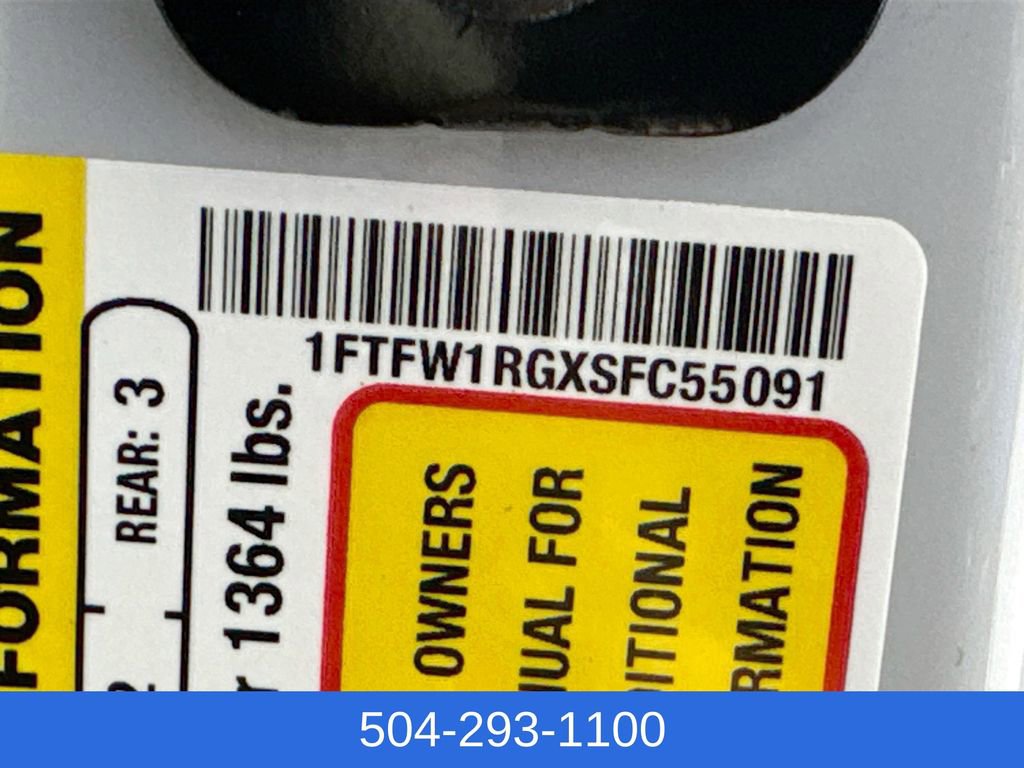 1FTFW1RGXSFC55091
FORMATION
REAR: 3
r 1364 lbs.
OWNERS
UAL FOR
ITIONAL
RMATION
504-293-1100